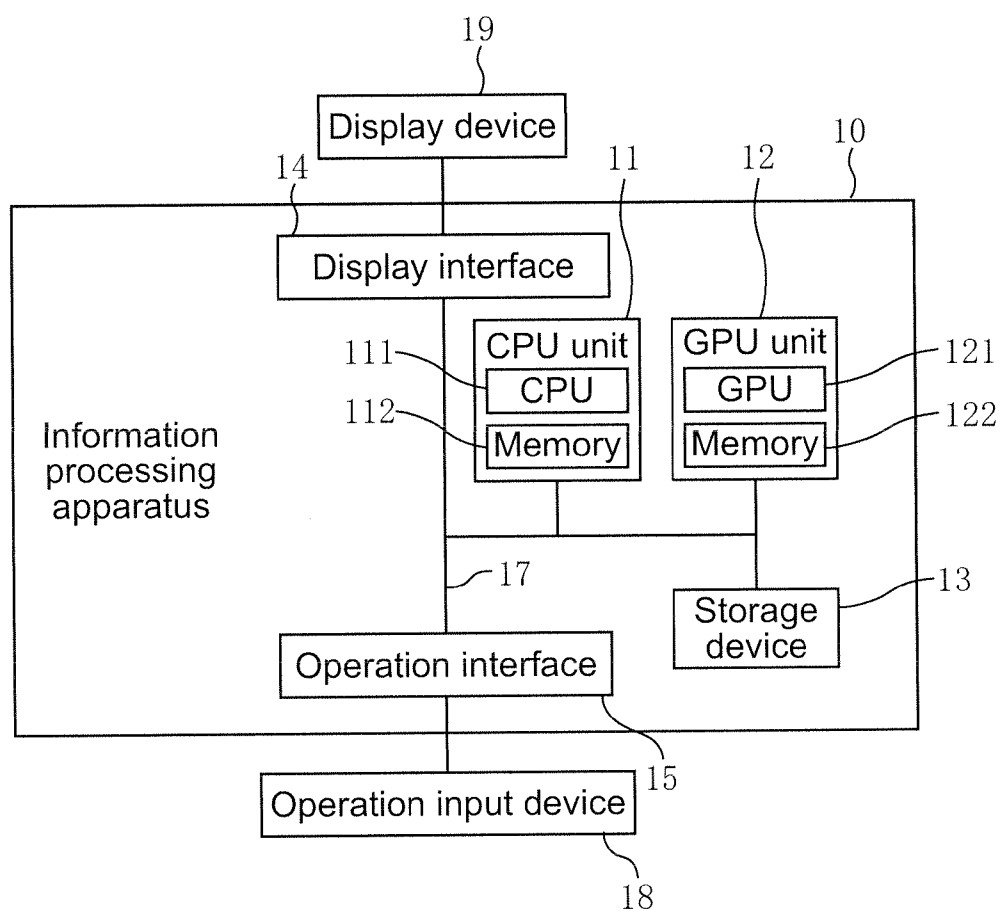 19
Display device
10
14
11
12
Display interface
CPU unit
GPU unit
111
CPU
GPU
121
112
Memory
Memory
122
Information
processing
apparatus
17
13
Storage
device
Operation interface
15
Operation input device
18